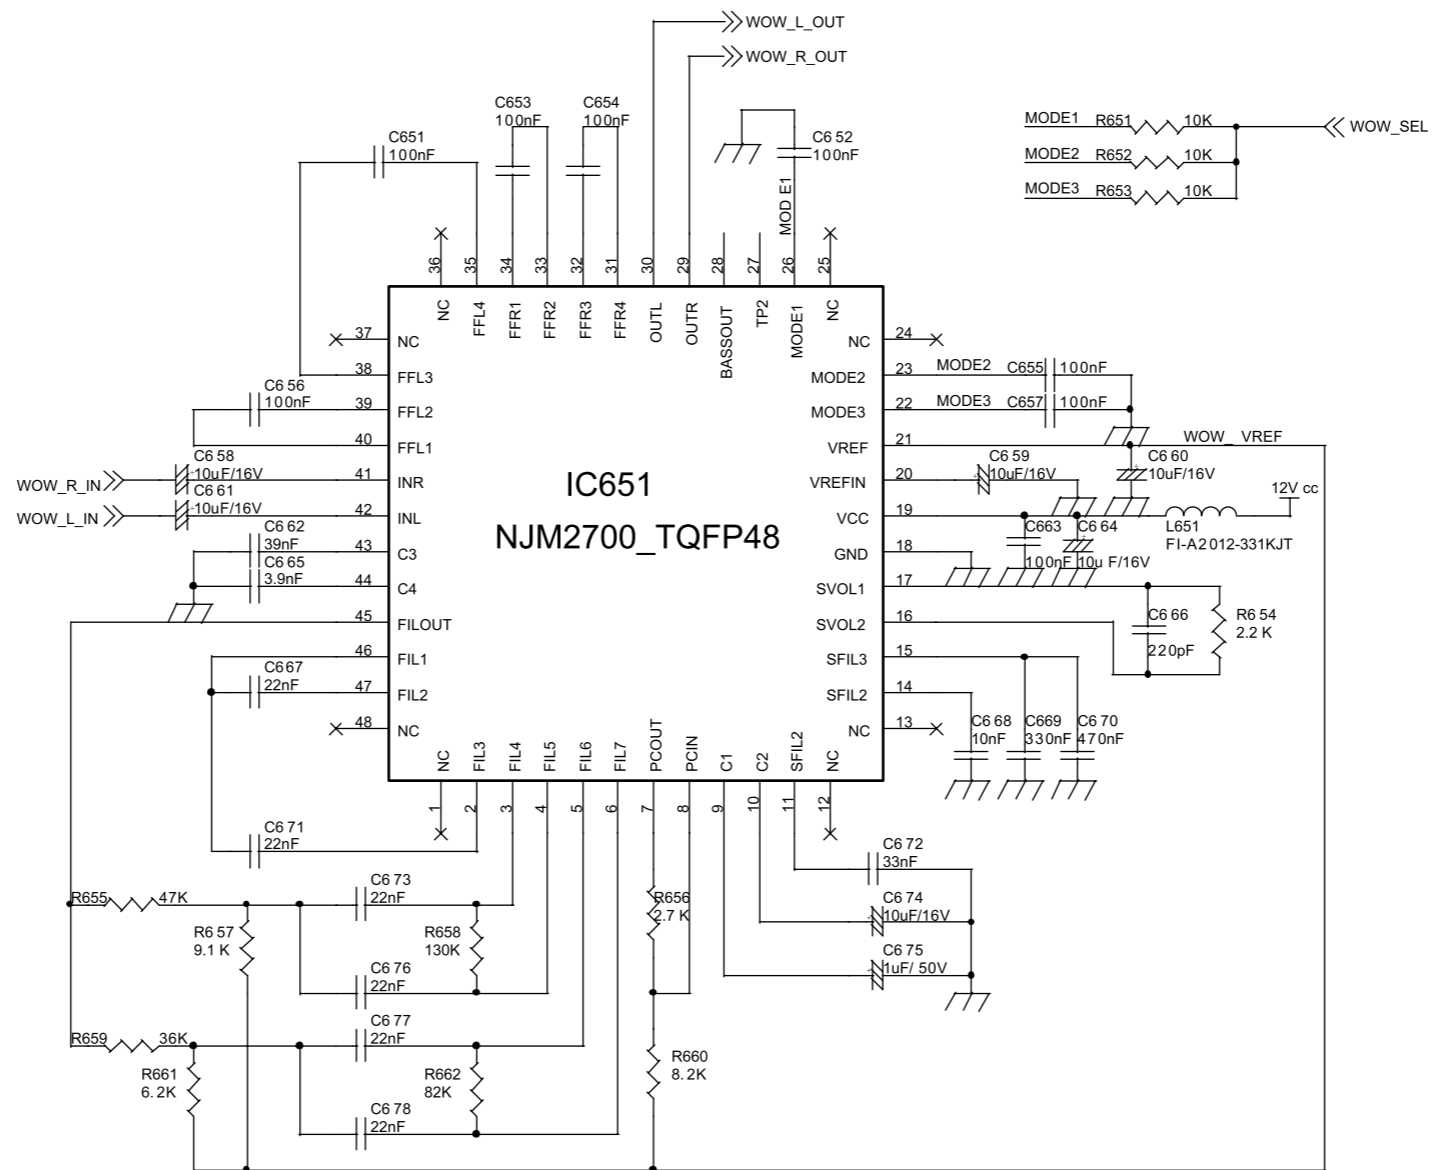 WOW_L_OUT
WOW_R_OUT
C653
100nF
C654
100nF
C651
100nF
C6 52
100nF
MOD E1
MODE1 R651 10K
MODE2 R652 10K
MODE3 R653 10K
WOW_SEL
36 35 34 33 32 31 30 29 28 27 26 25
NC FFL4 FFR1 FFR2 FFR3 FFR4 OUTL OUTR BASSOUT TP2 MODE1 NC
37 NC
38 FFL3
39 FFL2
40 FFL1
41 INR
42 INL
43 C3
44 C4
45 FILOUT
46 FIL1
47 FIL2
48 NC
C6 56
100nF
C6 58
10uF/16V
WOW_R_IN
C6 61
10uF/16V
WOW_L_IN
C6 62
39nF
C6 65
3.9nF
C6 67
22nF
IC651
NJM2700_TQFP48
NC 24
MODE2 23 MODE2 C655 100nF
MODE3 22 MODE3 C657 100nF
VREF 21 WOW_ VREF
VREFIN 20
VCC 19
GND 18
SVOL1 17
SVOL2 16
SFIL3 15
SFIL2 14
NC 13
C6 59
10uF/16V
C6 60
10uF/16V
12V cc
C663
100nF
C6 64
10u F/16V
L651
FI-A2 012-331KJT
C6 66
220pF
R6 54
2.2 K
C6 68
10nF
C669
330nF
C6 70
470nF
NC FIL3 FIL4 FIL5 FIL6 FIL7 PCOUT PCIN C1 C2 SFIL2 NC
1 2 3 4 5 6 7 8 9 10 11 12
C6 71
22nF
C6 72
33nF
R655 47K
C6 73
22nF
R656
2.7 K
C6 74
10uF/16V
R6 57
9.1 K
R658
130K
C6 76
22nF
C6 75
1uF/ 50V
R659 36K
C6 77
22nF
R661
6. 2K
R662
82K
R660
8.2K
C6 78
22nF